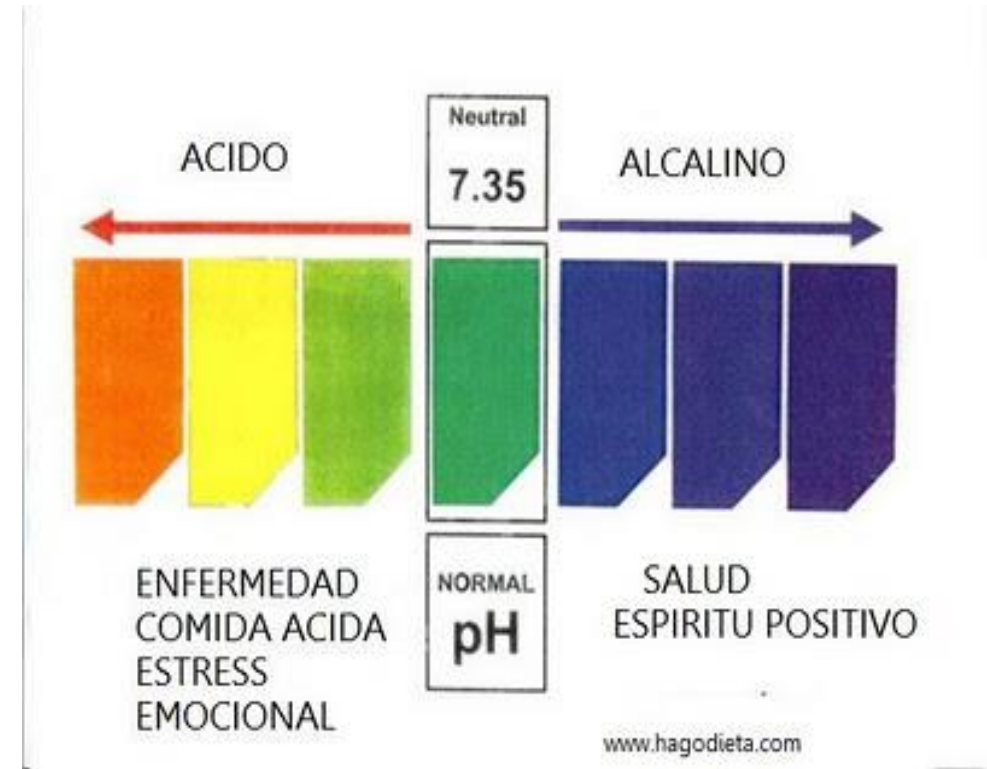 ACIDO
Neutral
7.35
ALCALINO
ENFERMEDAD
COMIDA ACIDA
ESTRESS
EMOCIONAL
NORMAL
pH
SALUD
ESPIRITU POSITIVO
www.hagodieta.com